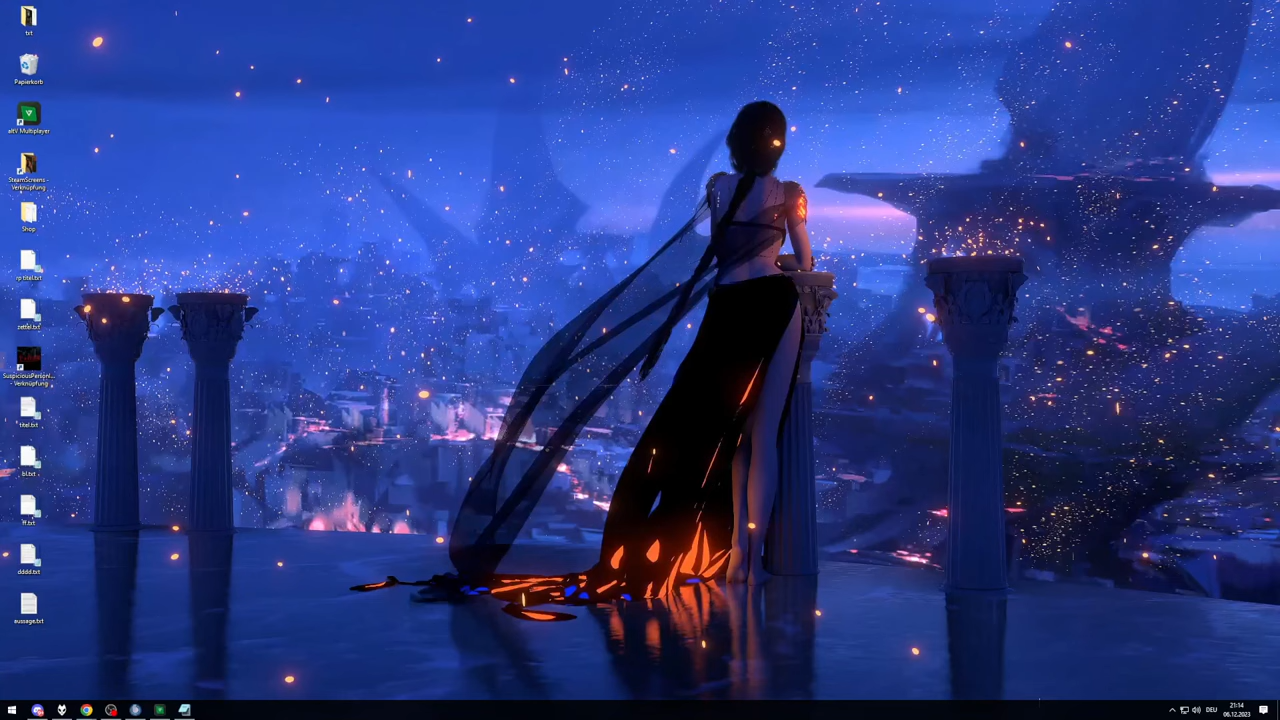 txt
Papierkorb
altV Multiplayer
SteamScreens -
Verknüpfung
Shop
rp titel.txt
zettel.txt
SuspiciousPersonl...
- Verknüpfung
titel.txt
bl.txt
ff.txt
dddd.txt
aussage.txt
DEU
21:14
06.12.2023